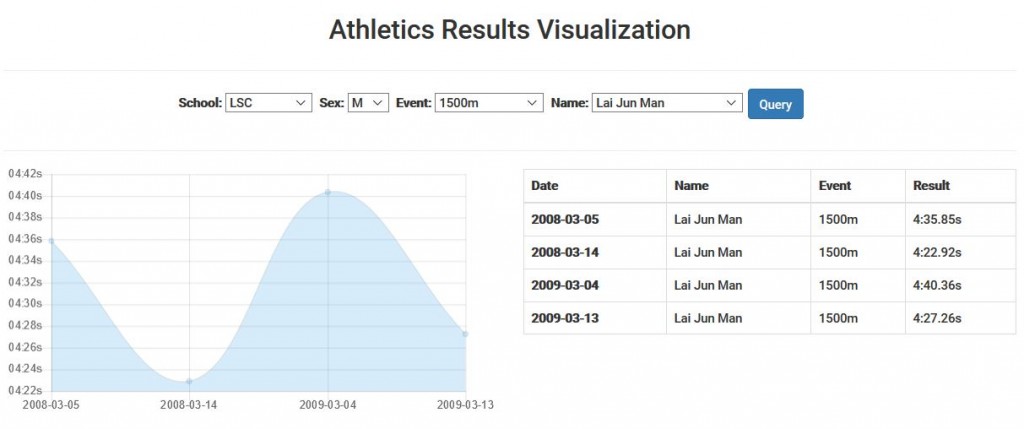 Athletics Results Visualization
School: LSC Sex: M Event: 1500m Name: Lai Jun Man Query
04:42s
04:40s
04:38s
04:36s
04:34s
04:32s
04:30s
04:28s
04:26s
04:24s
04:22s
2008-03-05 2008-03-14 2009-03-04 2009-03-13
Date Name Event Result
2008-03-05 Lai Jun Man 1500m 4:35.85s
2008-03-14 Lai Jun Man 1500m 4:22.92s
2009-03-04 Lai Jun Man 1500m 4:40.36s
2009-03-13 Lai Jun Man 1500m 4:27.26s